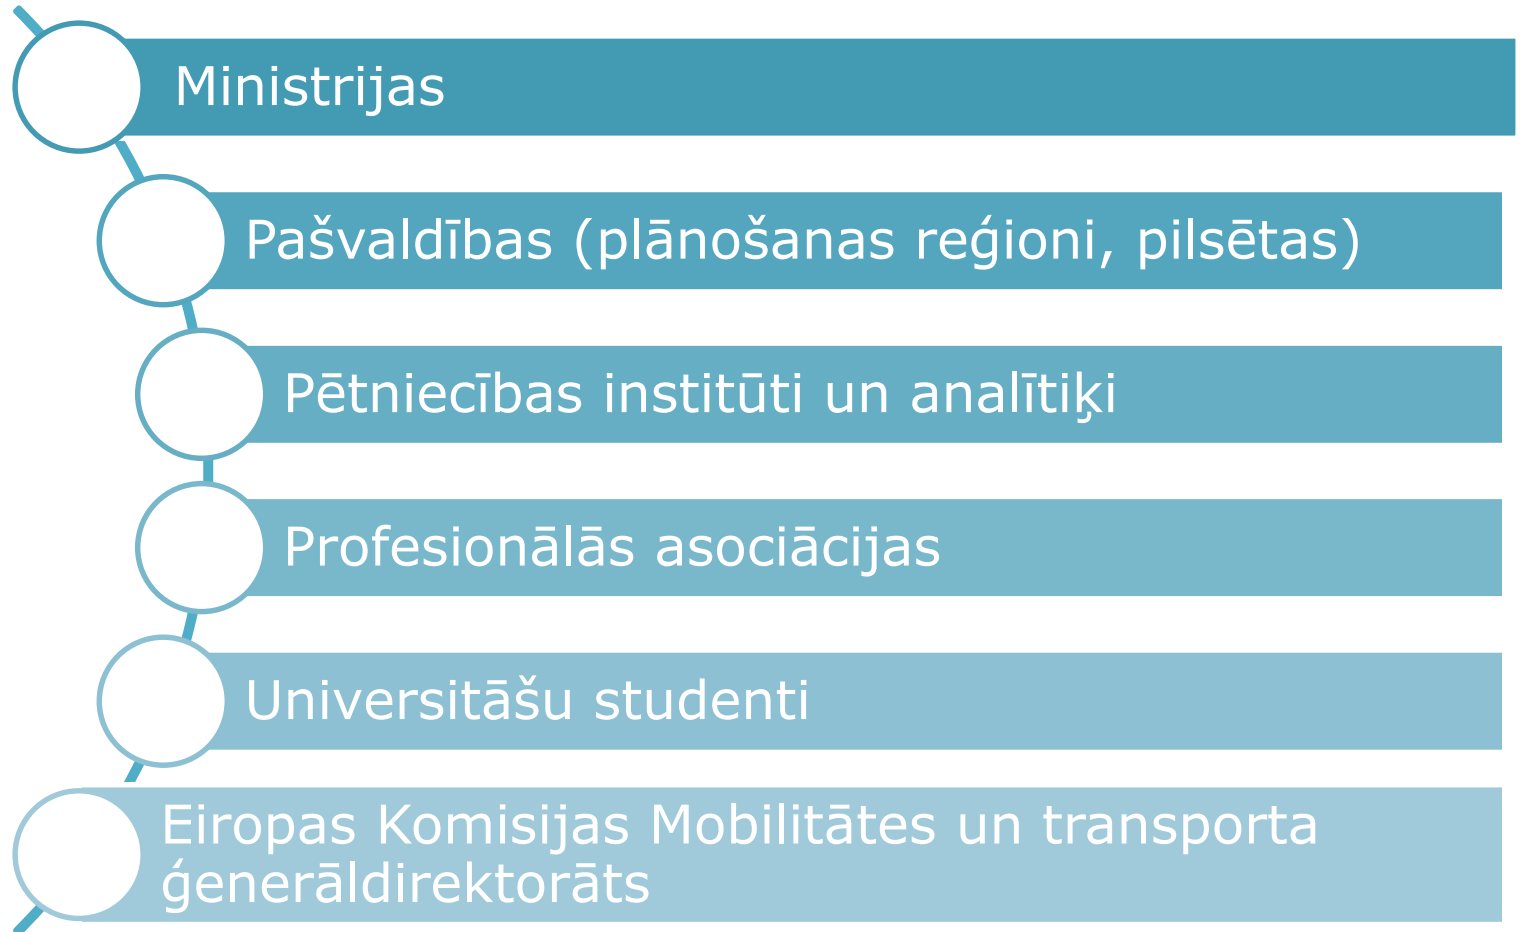 Ministrijas
Pašvaldības (plānošanas reģioni, pilsētas)
Pētniecības institūti un analītiķi
Profesionālās asociācijas
Universitāšu studenti
Eiropas Komisijas Mobilitātes un transporta
ģenerāldirektorāts